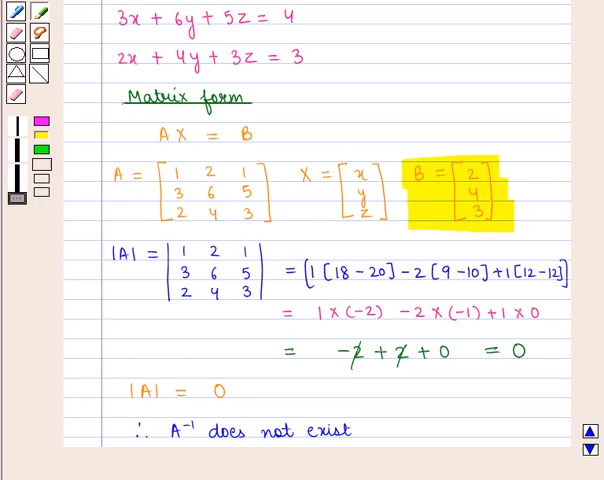 3x + 6y + 5z = 4
2x + 4y + 3z = 3
Matrix form
A X = B
A = [1 2 1 X = [x B = [2
3 6 5 y 4
2 4 3] z] 3]
|A| = |1 2 1
3 6 5 = (1[18 - 20] - 2[9 - 10] + 1[12 - 12]]
2 4 3| = 1 × (-2) - 2 × (-1) + 1 × 0
= -2 + 2 + 0 = 0
|A| = 0
∴ A⁻¹ does not exist